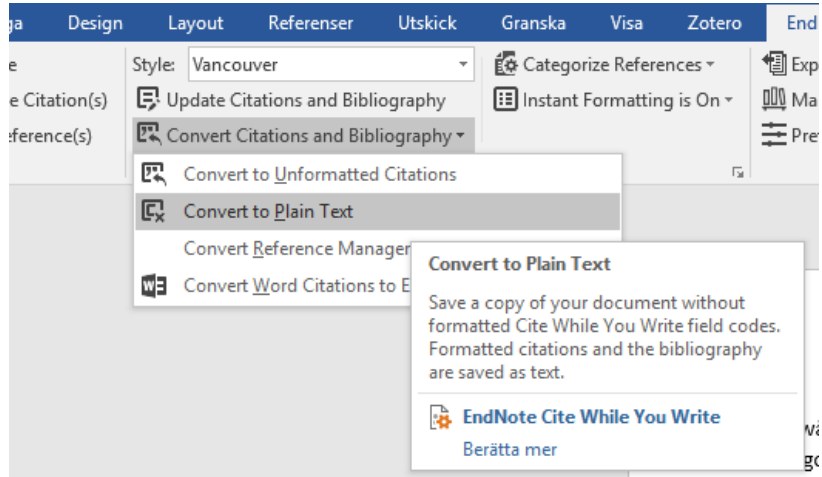 ga Design Layout Referenser Utskick Granska Visa Zotero End
e Style: Vancouver Categorize References Exp
e Citation(s) Update Citations and Bibliography Instant Formatting is On Ma
eference(s) Convert Citations and Bibliography Pre
Convert to Unformatted Citations
Convert to Plain Text
Convert Reference Manager
Convert Word Citations to E
Convert to Plain Text
Save a copy of your document without
formatted Cite While You Write field codes.
Formatted citations and the bibliography
are saved as text.
EndNote Cite While You Write
Berätta mer